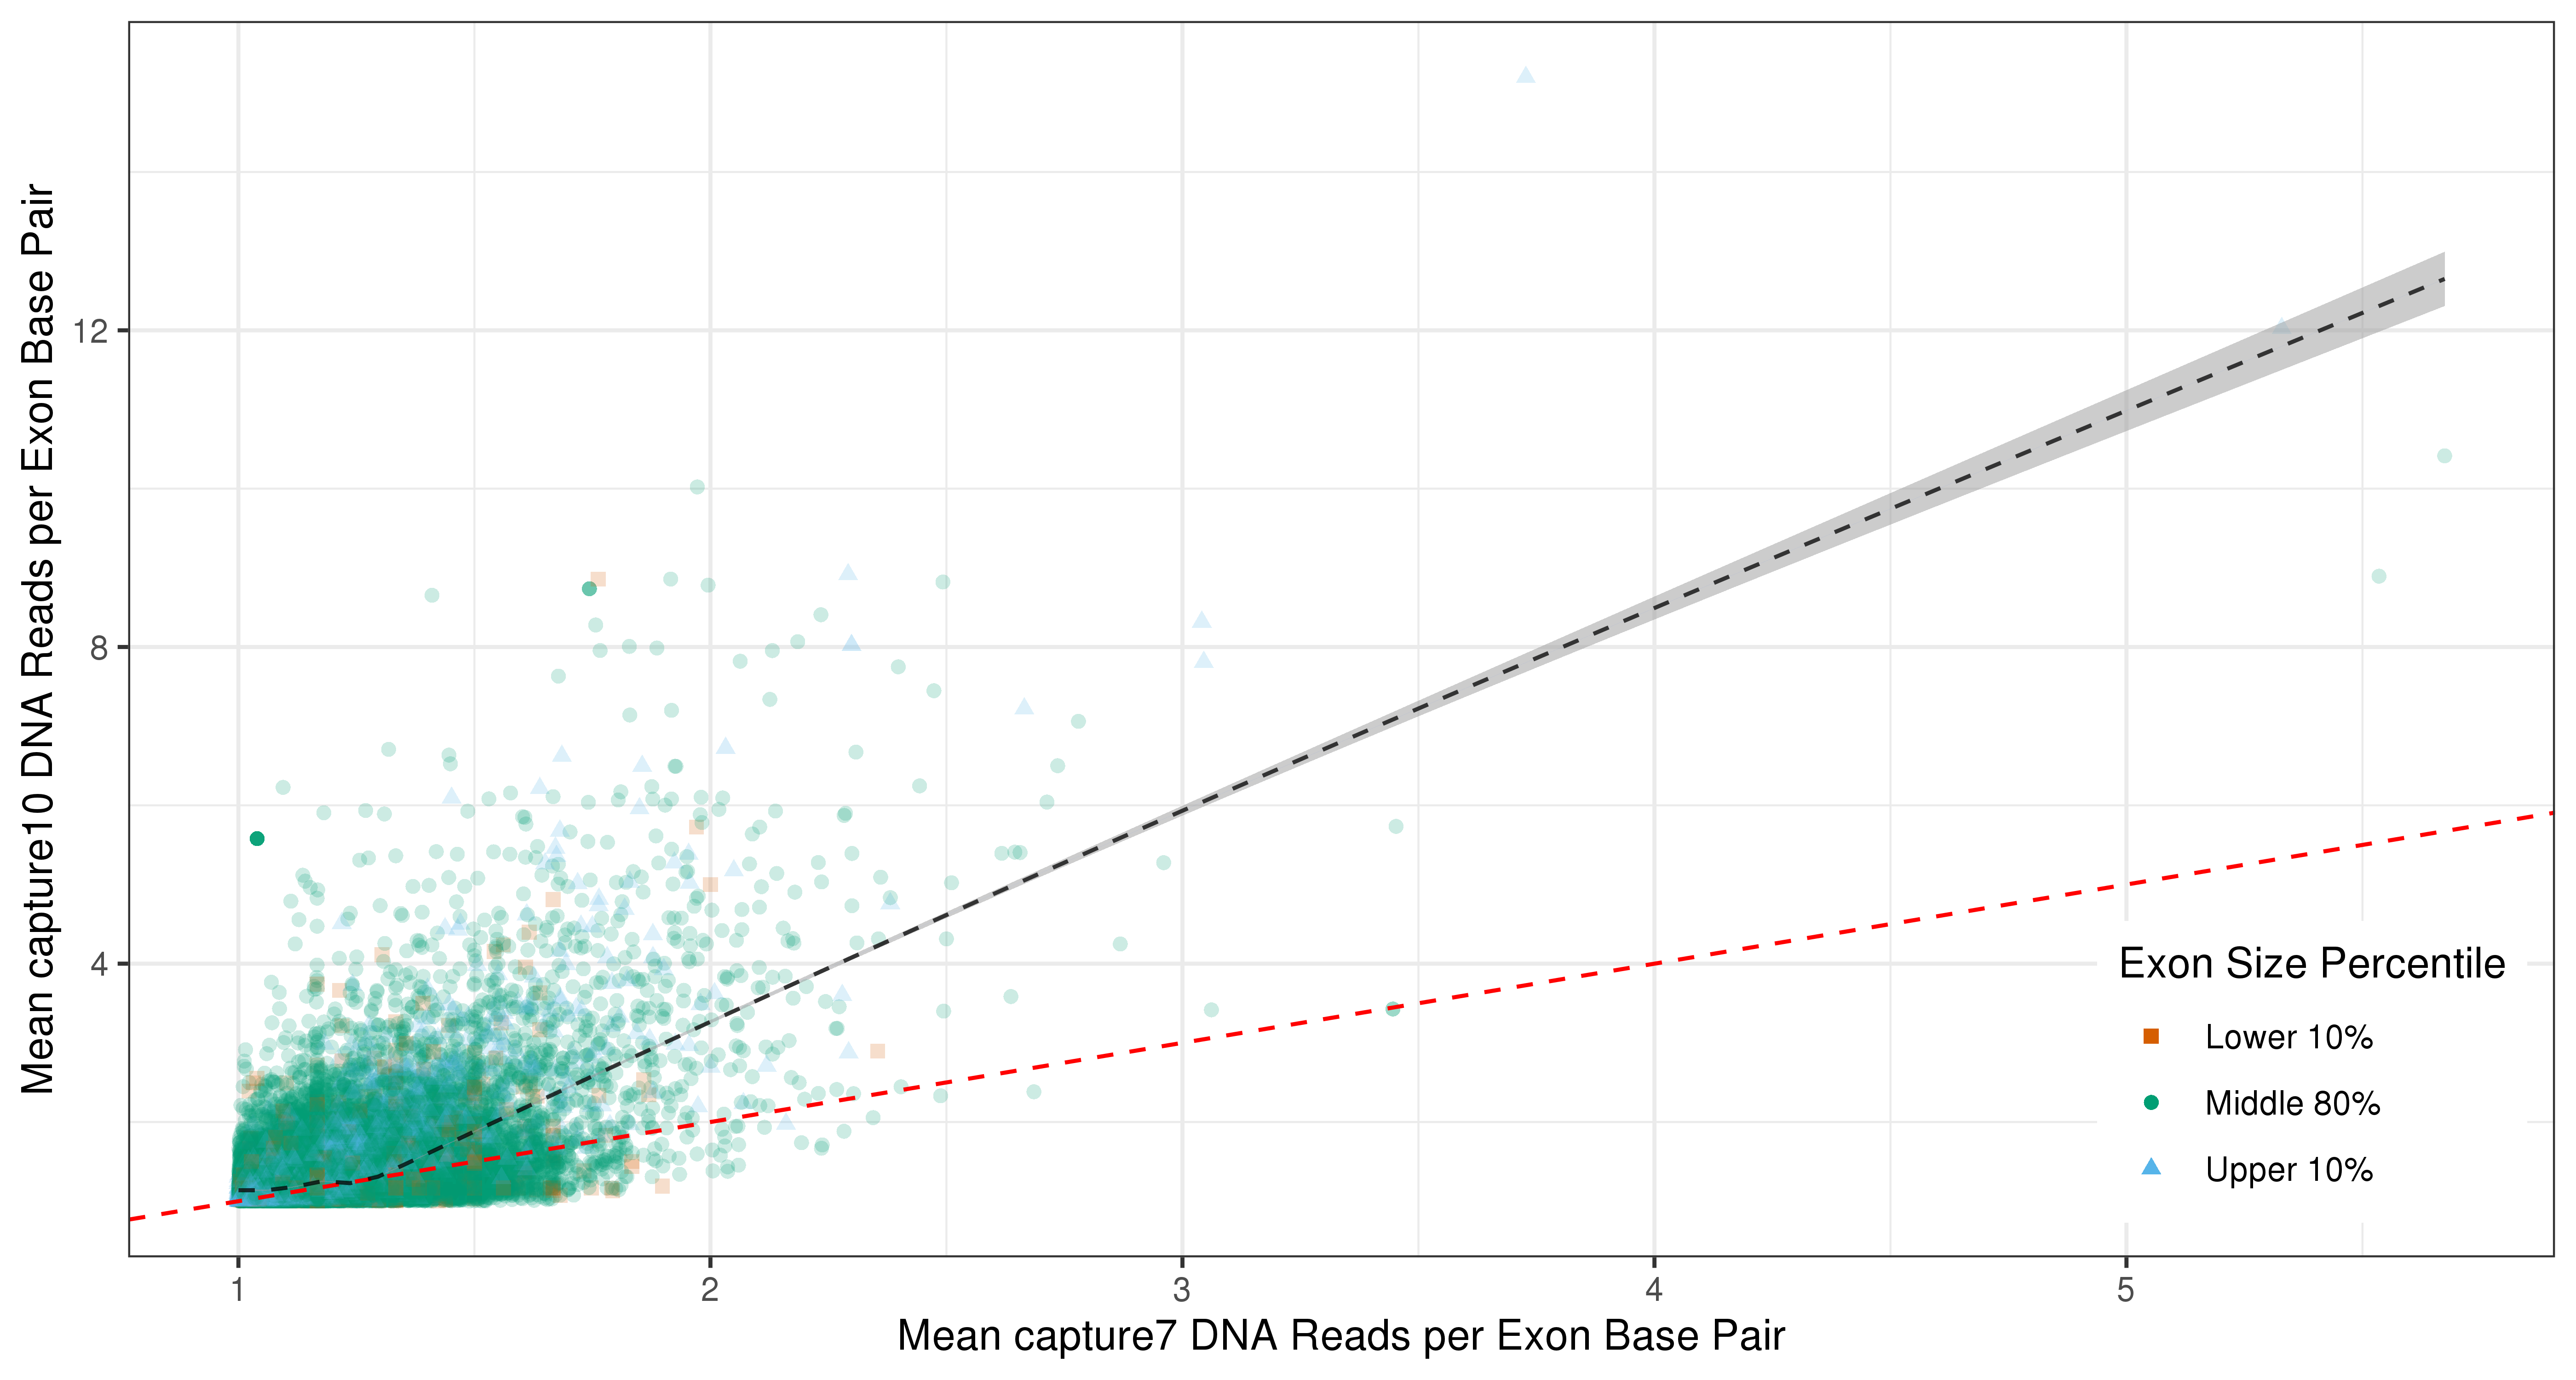 Mean capture10 DNA Reads per Exon Base Pair
12
8
4
1 2 3 4 5
Mean capture7 DNA Reads per Exon Base Pair
Exon Size Percentile
Lower 10%
Middle 80%
Upper 10%